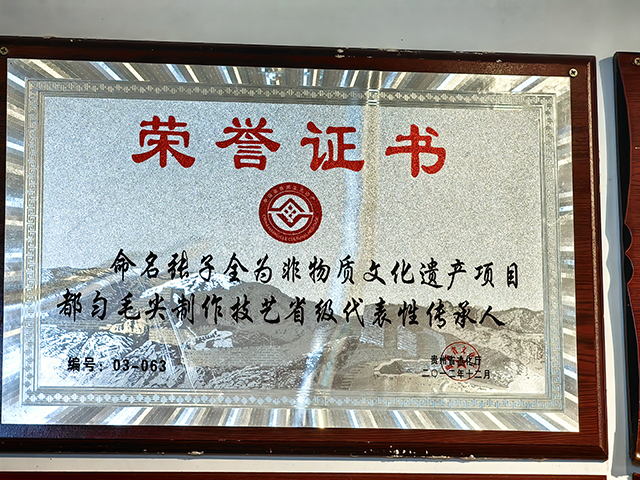 荣誉证书
命名张子全为非物质文化遗产项目
都匀毛尖制作技艺省级代表性传承人
编号：03-063
贵州省文化厅
二〇一二年十二月